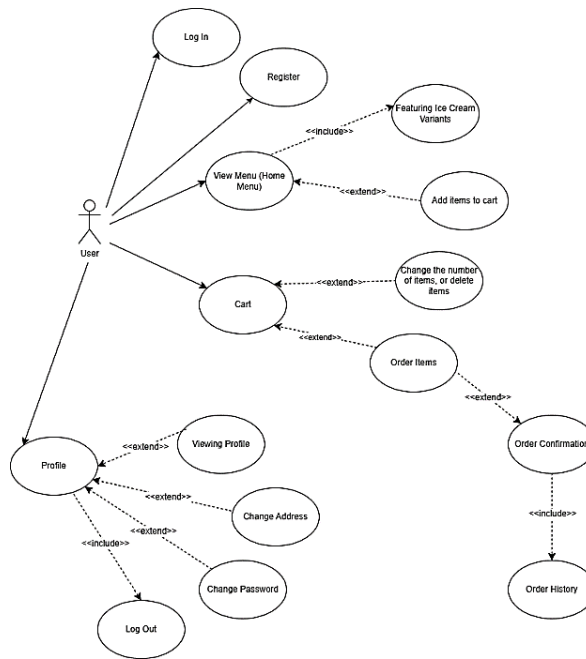 Log In
Register
Featuring Ice Cream
Variants
<<include>>
View Menu (Home
Menu)
<<extend>>
Add items to cart
User
Change the number
of items, or delete
items
<<extend>>
Cart
<<extend>>
Order Items
<<extend>>
Viewing Profile
<<extend>>
Order Confirmation
Profile
<<extend>>
Change Address
<<include>>
<<extend>>
<<include>>
Change Password
Order History
Log Out